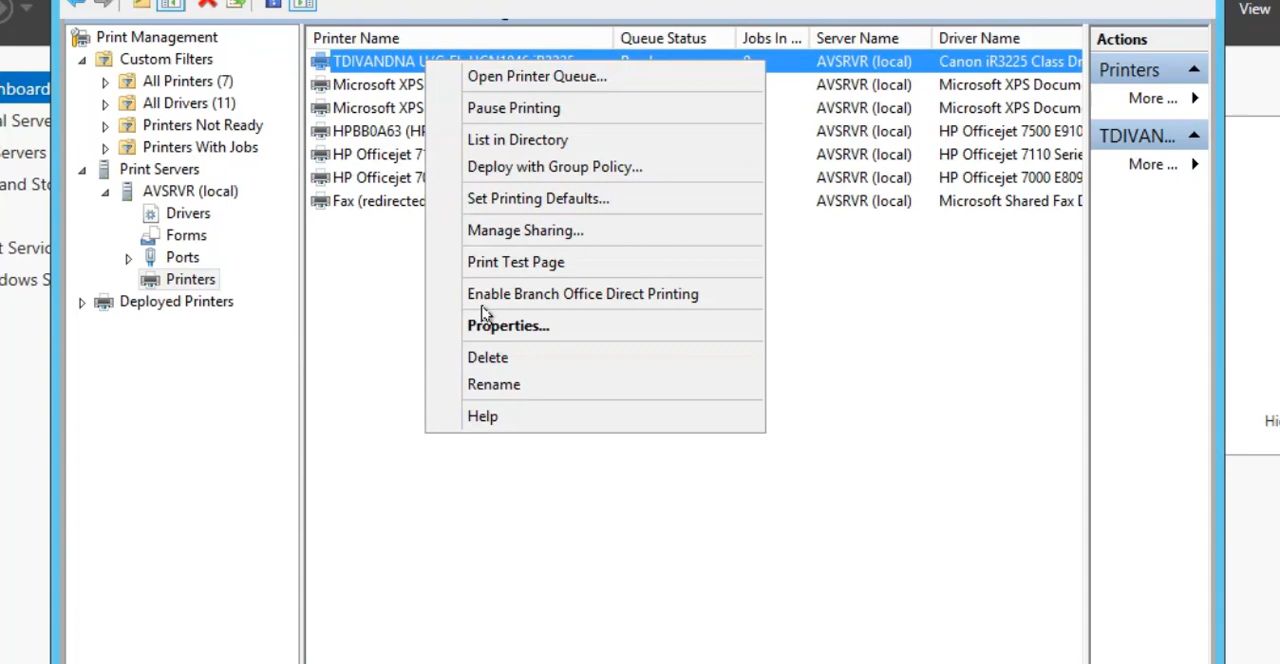 View
Print Management
Custom Filters
All Printers (7)
All Drivers (11)
Printers Not Ready
Printers With Jobs
Print Servers
AVSRVR (local)
Drivers
Forms
Ports
Printers
Deployed Printers
Printer Name Queue Status Jobs In ... Server Name Driver Name
TDIVANDNA AVSRVR (local) Canon iR3225 Class Dr
Microsoft XPS AVSRVR (local) Microsoft XPS Docum
Microsoft XPS AVSRVR (local) Microsoft XPS Docum
HPBB0A63 (HP AVSRVR (local) HP Officejet 7500 E910
HP Officejet 7 AVSRVR (local) HP Officejet 7110 Serie
HP Officejet 70 AVSRVR (local) HP Officejet 7000 E809
Fax (redirected AVSRVR (local) Microsoft Shared Fax D
Open Printer Queue...
Pause Printing
List in Directory
Deploy with Group Policy...
Set Printing Defaults...
Manage Sharing...
Print Test Page
Enable Branch Office Direct Printing
Properties...
Delete
Rename
Help
Actions
Printers
More ...
TDIVAN...
More ...
hboard
al Serve
Servers
and Sto
t Servic
dows S
Hi